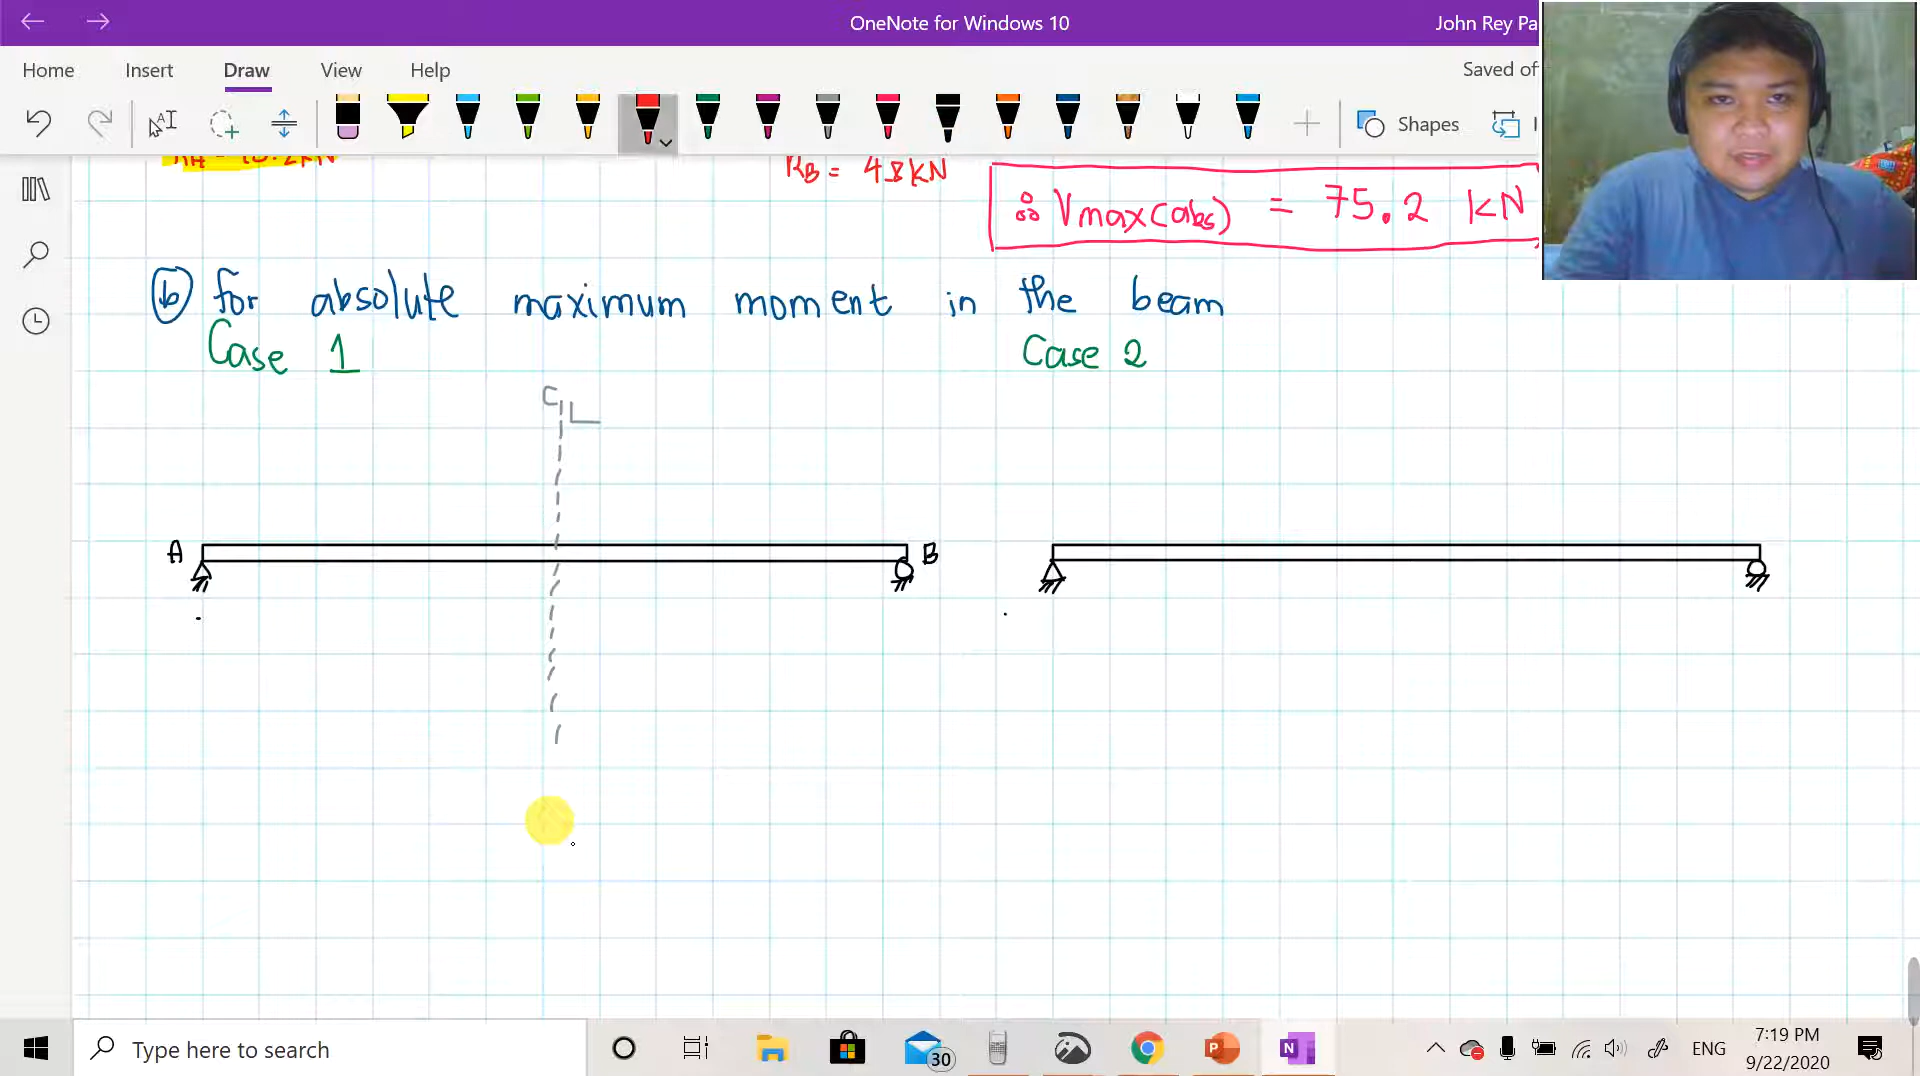 OneNote for Windows 10
John Rey Pa
Home Insert Draw View Help
Saved of
Shapes
RB = 48 kN
∴ Vmax(abs) = 75.2 kN
(b) for absolute maximum moment in the beam
Case 1
Case 2
CL
A B
Type here to search
30
ENG
7:19 PM
9/22/2020